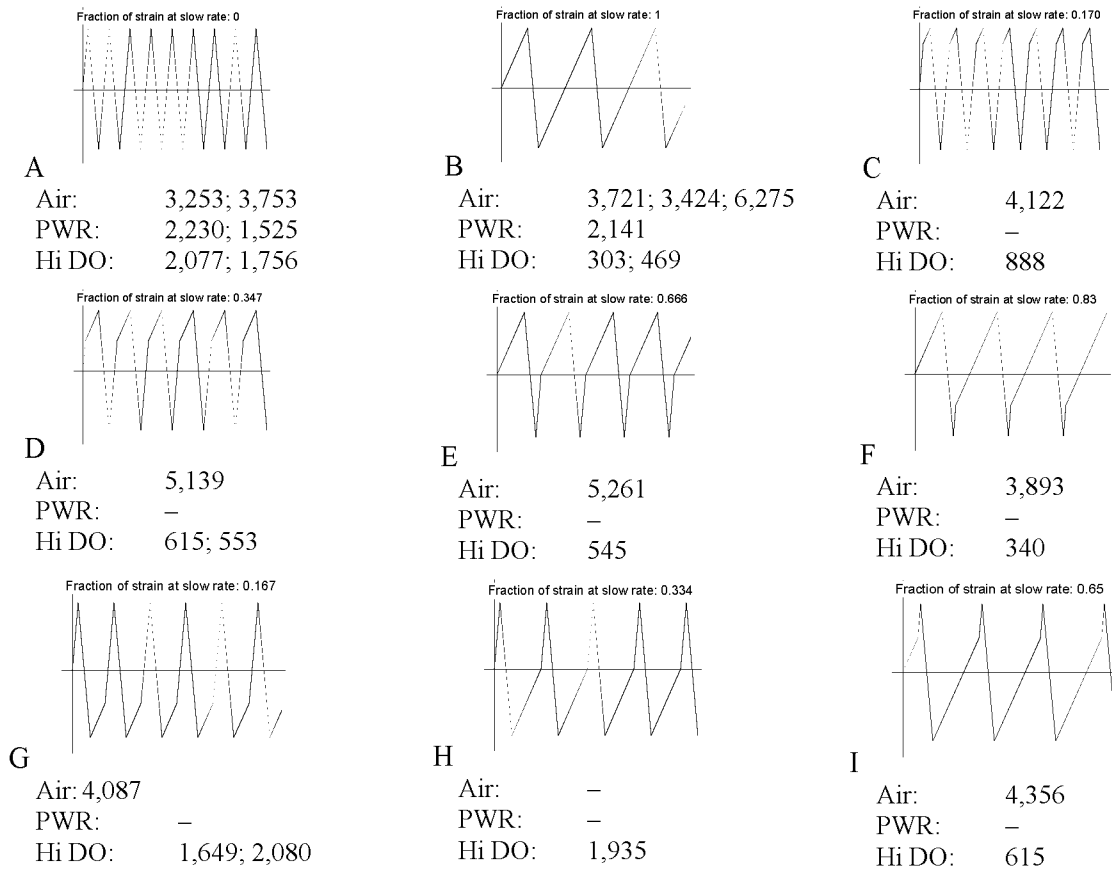 Fraction of strain at slow rate: 0
A
Air: 3,253; 3,753
PWR: 2,230; 1,525
Hi DO: 2,077; 1,756
Fraction of strain at slow rate: 1
B
Air: 3,721; 3,424; 6,275
PWR: 2,141
Hi DO: 303; 469
Fraction of strain at slow rate: 0.170
C
Air: 4,122
PWR: –
Hi DO: 888
Fraction of strain at slow rate: 0.347
D
Air: 5,139
PWR: –
Hi DO: 615; 553
Fraction of strain at slow rate: 0.666
E
Air: 5,261
PWR: –
Hi DO: 545
Fraction of strain at slow rate: 0.83
F
Air: 3,893
PWR: –
Hi DO: 340
Fraction of strain at slow rate: 0.167
G
Air: 4,087
PWR: –
Hi DO: 1,649; 2,080
Fraction of strain at slow rate: 0.334
H
Air: –
PWR: –
Hi DO: 1,935
Fraction of strain at slow rate: 0.65
I
Air: 4,356
PWR: –
Hi DO: 615